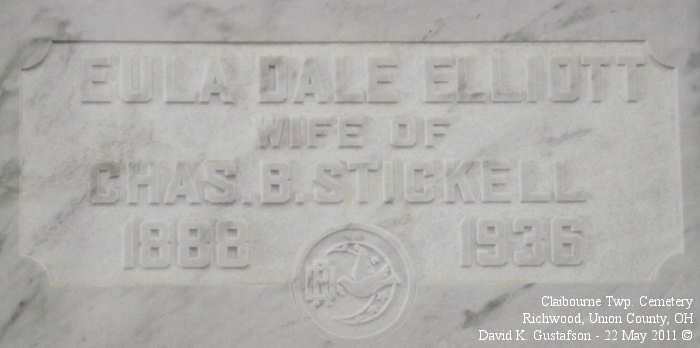 EULA DALE ELLIOTT
WIFE OF
CHAS. B. STICKELL
1888 1936
Claibourne Twp. Cemetery
Richwood, Union County, OH
David K. Gustafson - 22 May 2011 ©